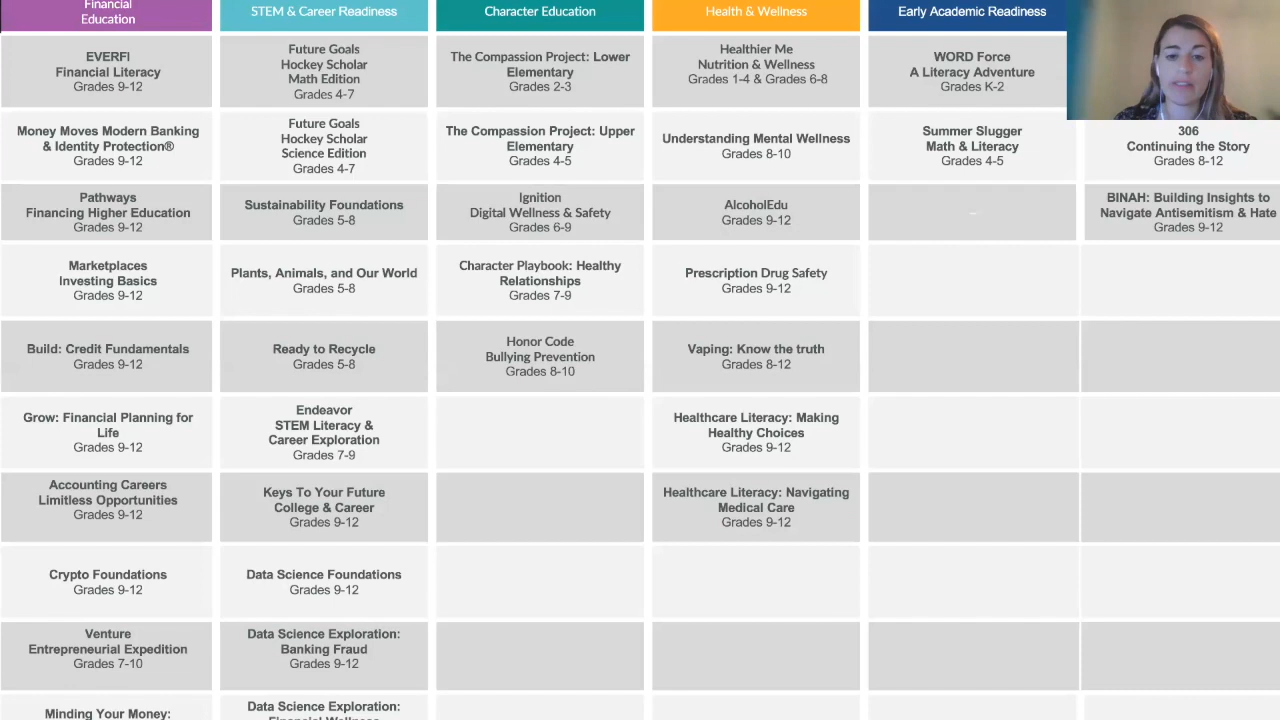 Financial
Education
STEM & Career Readiness
Character Education
Health & Wellness
Early Academic Readiness
EVERFI
Financial Literacy
Grades 9-12
Future Goals
Hockey Scholar
Math Edition
Grades 4-7
The Compassion Project: Lower
Elementary
Grades 2-3
Healthier Me
Nutrition & Wellness
Grades 1-4 & Grades 6-8
WORD Force
A Literacy Adventure
Grades K-2
Money Moves Modern Banking
& Identity Protection®
Grades 9-12
Future Goals
Hockey Scholar
Science Edition
Grades 4-7
The Compassion Project: Upper
Elementary
Grades 4-5
Understanding Mental Wellness
Grades 8-10
Summer Slugger
Math & Literacy
Grades 4-5
306
Continuing the Story
Grades 8-12
Pathways
Financing Higher Education
Grades 9-12
Sustainability Foundations
Grades 5-8
Ignition
Digital Wellness & Safety
Grades 6-9
AlcoholEdu
Grades 9-12
–
BINAH: Building Insights to
Navigate Antisemitism & Hate
Grades 9-12
Marketplaces
Investing Basics
Grades 9-12
Plants, Animals, and Our World
Grades 5-8
Character Playbook: Healthy
Relationships
Grades 7-9
Prescription Drug Safety
Grades 9-12
Build: Credit Fundamentals
Grades 9-12
Ready to Recycle
Grades 5-8
Honor Code
Bullying Prevention
Grades 8-10
Vaping: Know the truth
Grades 8-12
Grow: Financial Planning for
Life
Grades 9-12
Endeavor
STEM Literacy &
Career Exploration
Grades 7-9
Healthcare Literacy: Making
Healthy Choices
Grades 9-12
Accounting Careers
Limitless Opportunities
Grades 9-12
Keys To Your Future
College & Career
Grades 9-12
Healthcare Literacy: Navigating
Medical Care
Grades 9-12
Crypto Foundations
Grades 9-12
Data Science Foundations
Grades 9-12
Venture
Entrepreneurial Expedition
Grades 7-10
Data Science Exploration:
Banking Fraud
Grades 9-12
Minding Your Money:
Data Science Exploration:
Financial Wellness